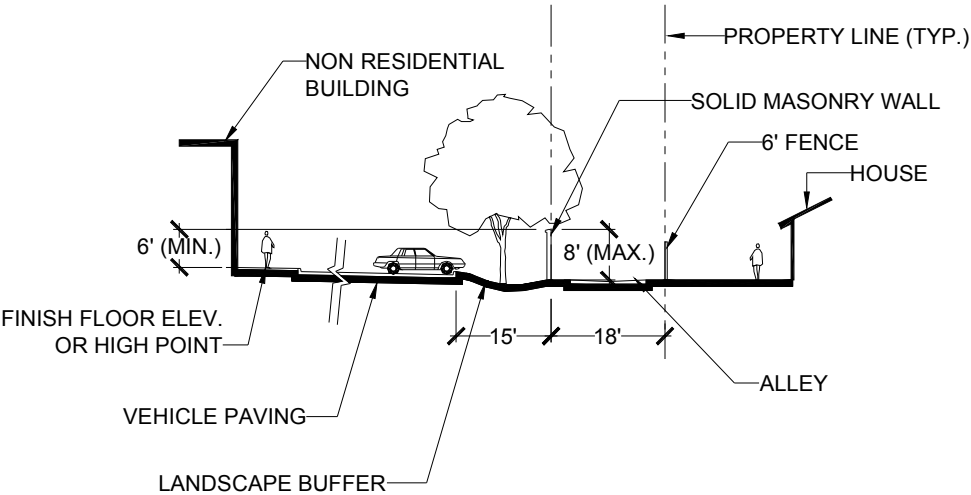 PROPERTY LINE (TYP.)
NON RESIDENTIAL
BUILDING
SOLID MASONRY WALL
6' FENCE
HOUSE
6' (MIN.)
8' (MAX.)
FINISH FLOOR ELEV.
OR HIGH POINT
15'
18'
ALLEY
VEHICLE PAVING
LANDSCAPE BUFFER